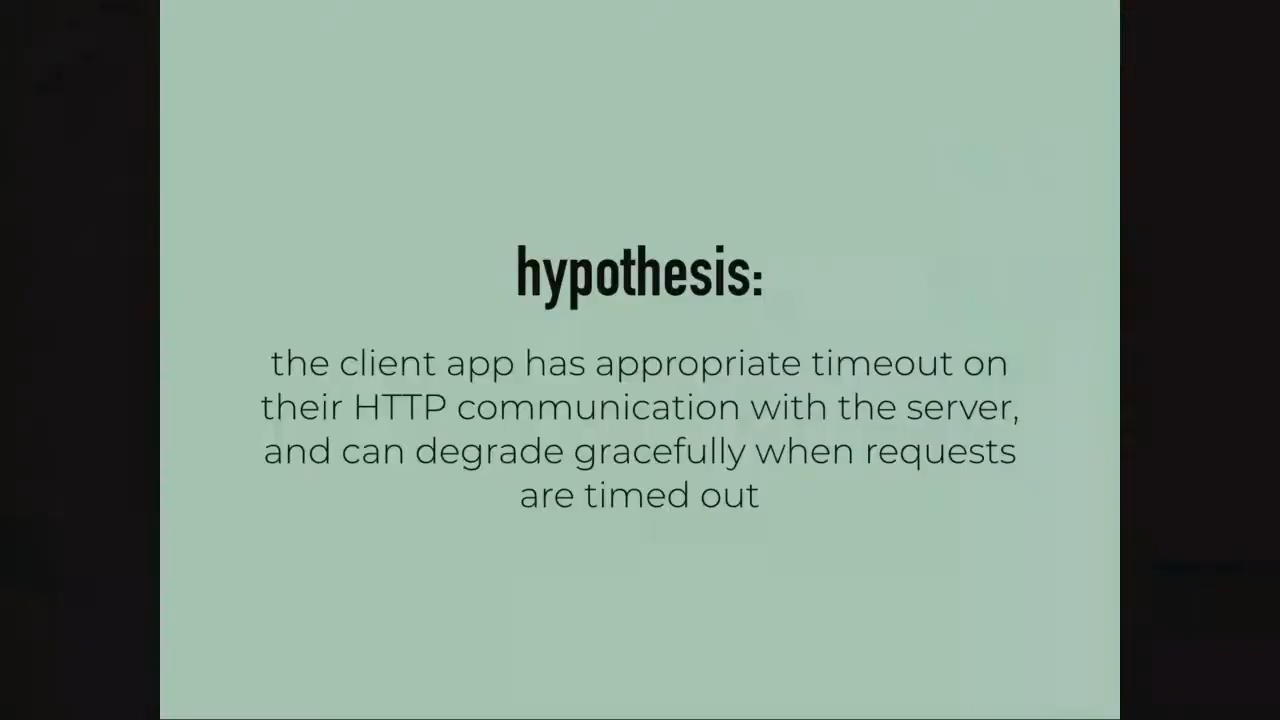 hypothesis:
the client app has appropriate timeout on
their HTTP communication with the server,
and can degrade gracefully when requests
are timed out